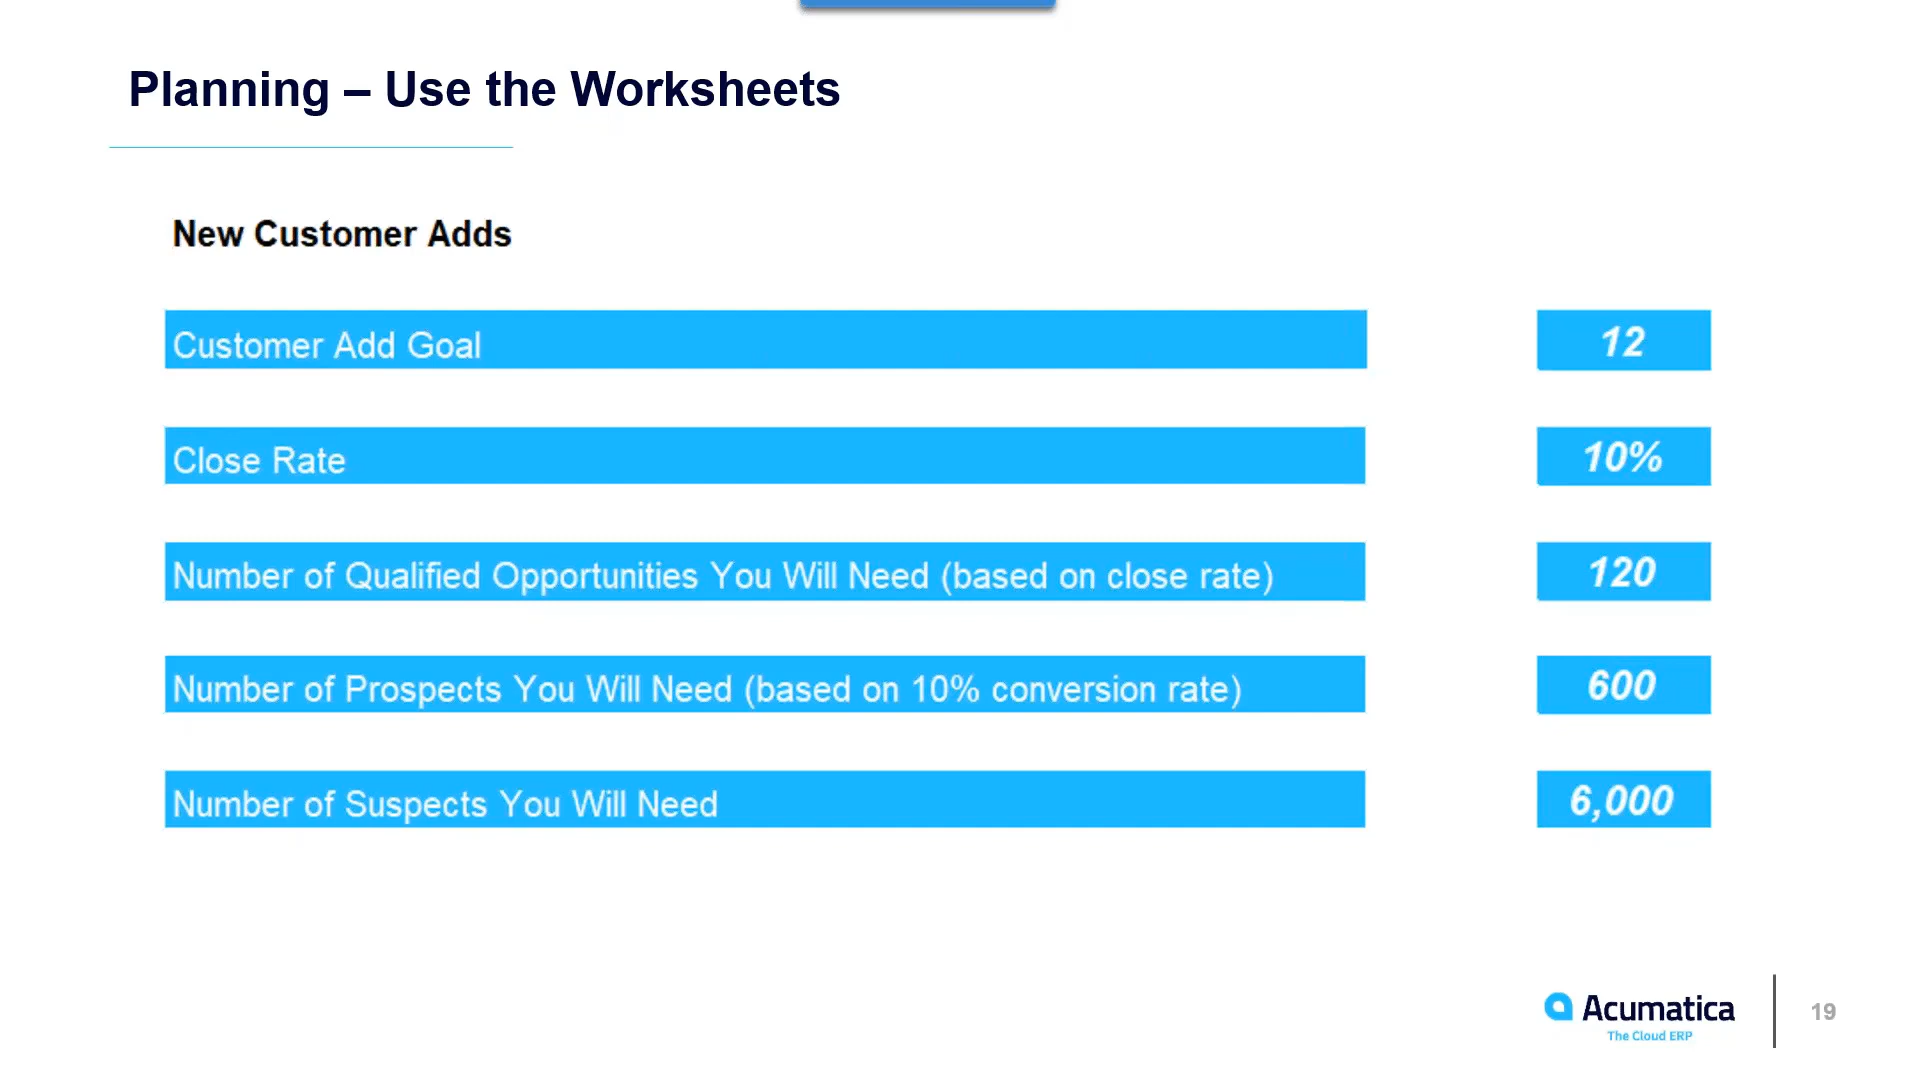 Planning – Use the Worksheets
New Customer Adds
Customer Add Goal 12
Close Rate 10%
Number of Qualified Opportunities You Will Need (based on close rate) 120
Number of Prospects You Will Need (based on 10% conversion rate) 600
Number of Suspects You Will Need 6,000
Acumatica
The Cloud ERP
19